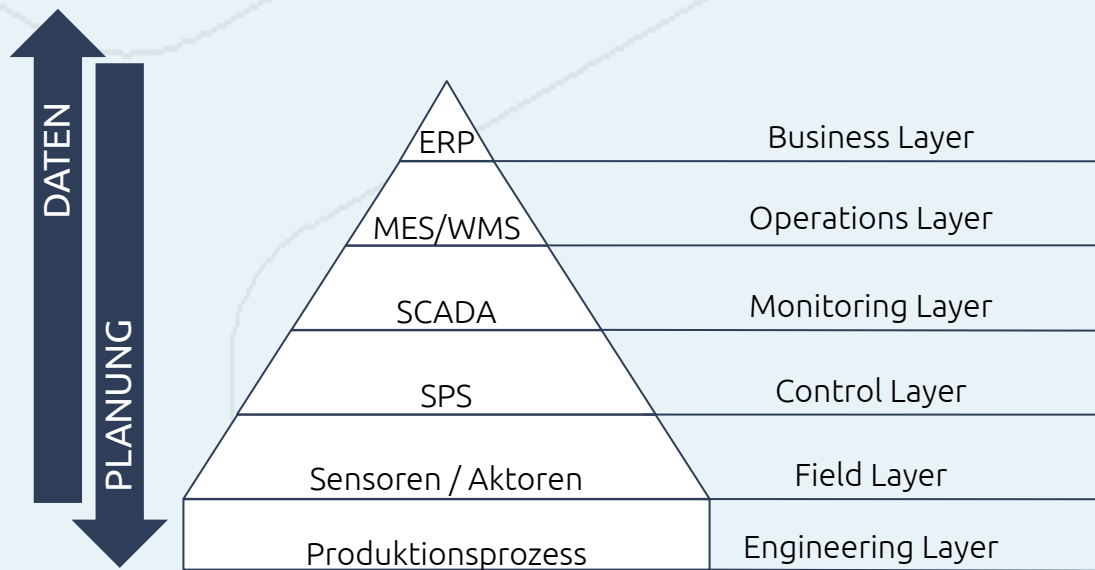 DATEN
PLANUNG
ERP
Business Layer
MES/WMS
Operations Layer
SCADA
Monitoring Layer
SPS
Control Layer
Sensoren / Aktoren
Field Layer
Produktionsprozess
Engineering Layer